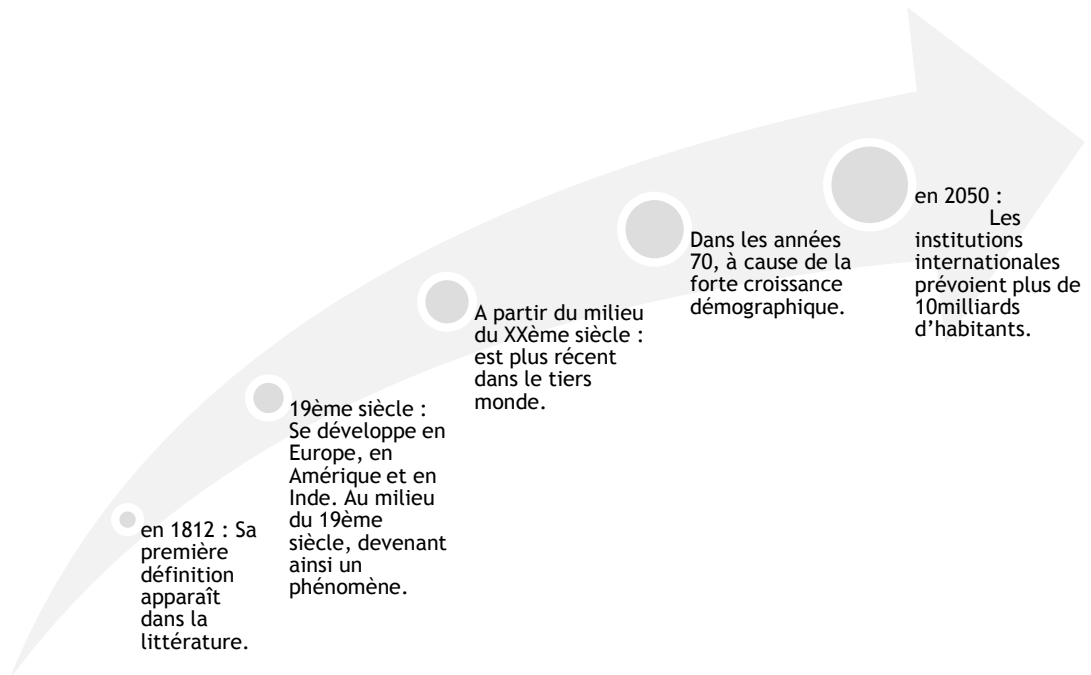 en 1812 : Sa
première
définition
apparaît
dans la
littérature.
19ème siècle :
Se développe en
Europe, en
Amérique et en
Inde. Au milieu
du 19ème
siècle, devenant
ainsi un
phénomène.
A partir du milieu
du XXème siècle :
est plus récent
dans le tiers
monde.
Dans les années
70, à cause de la
forte croissance
démographique.
en 2050 :
Les
institutions
internationales
prévoient plus de
10milliards
d’habitants.